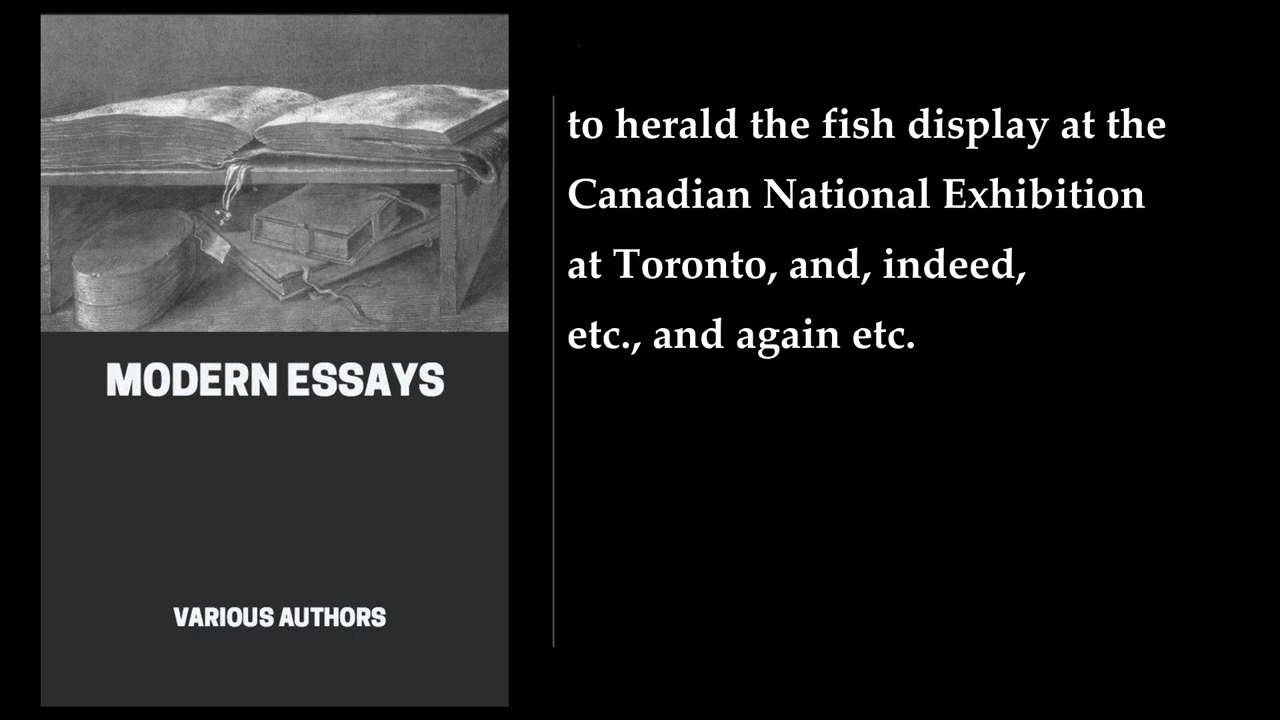 MODERN ESSAYS
VARIOUS AUTHORS
to herald the fish display at the
Canadian National Exhibition
at Toronto, and, indeed,
etc., and again etc.